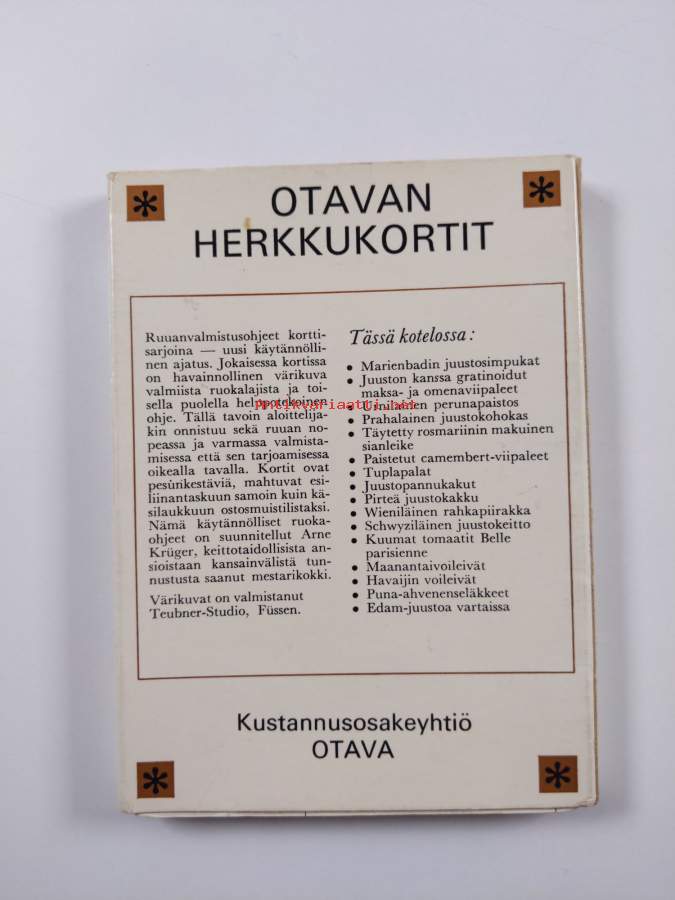 OTAVAN
HERKKUKORTIT
Ruuanvalmistusohjeet kortti-
sarjoina — uusi käytännölli-
nen ajatus. Jokaisessa kortissa
on havainnollinen värikuva
valmiista ruokalajista ja toi-
sella puolella helppotekoinen
ohje. Tällä tavoin aloittelija-
kin onnistuu sekä ruuan no-
peassa ja varmassa valmista-
misessa että sen tarjoamisessa
oikealla tavalla. Kortit ovat
pesunkestäviä, mahtuvat esi-
liinantaskuun samoin kuin kä-
silaukkuun ostosmuistilistaksi.
Nämä käytännölliset ruoka-
ohjeet on suunnitellut Arne
Krüger, keittotaidollisista an-
sioistaan kansainvälistä tun-
nustusta saanut mestarikokki.
Värikuvat on valmistanut
Teubner-Studio, Füssen.
Tässä kotelossa:
• Marienbadin juustosimpukat
• Juuston kanssa gratinoidut
maksa- ja omenaviipaleet
• Unilainen perunapaistos
• Prahalainen juustokohokas
• Täytetty rosmariinin makuinen
sianleike
• Paistetut camembert-viipaleet
• Tuplapalat
• Juustopannukakut
• Pirteä juustokakku
• Wieniläinen rahkapiirakka
• Schwyziläinen juustokeitto
• Kuumat tomaatit Belle
parisienne
• Maanantaivoileivät
• Havaijin voileivät
• Puna-ahvenenseläkkeet
• Edam-juustoa vartaissa
Antikvariaatti.net
Kustannusosakeyhtiö
OTAVA